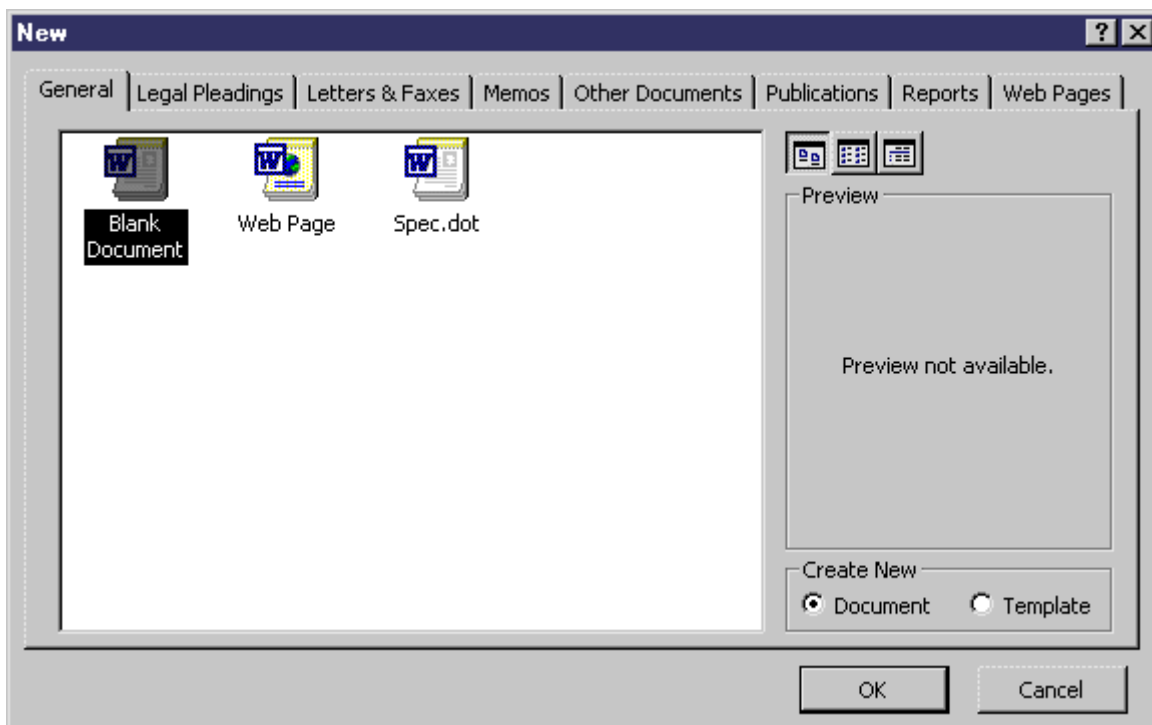 New
General Legal Pleadings Letters & Faxes Memos Other Documents Publications Reports Web Pages
Blank
Document
Web Page
Spec.dot
Preview
Preview not available.
Create New
Document Template
OK Cancel